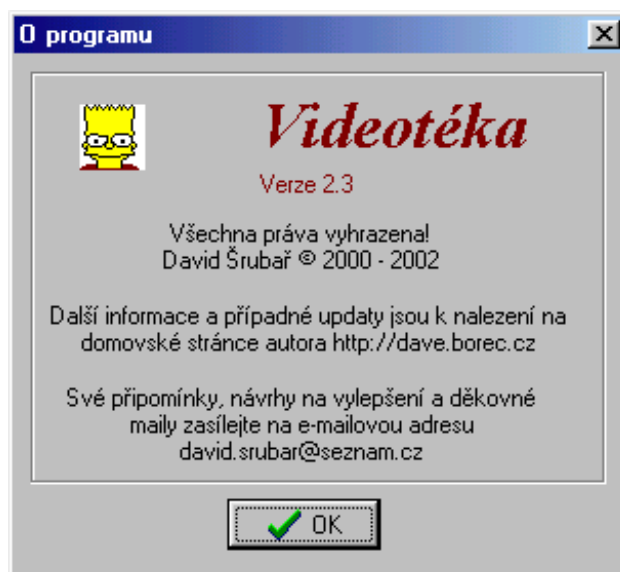 O programu
Videotéka
Verze 2.3
Všechna práva vyhrazena!
David Šrubař © 2000 - 2002
Další informace a případné updaty jsou k nalezení na
domovské stránce autora http://dave.borec.cz
Své připomínky, návrhy na vylepšení a děkovné
maily zasílejte na e-mailovou adresu
david.srubar@seznam.cz
OK